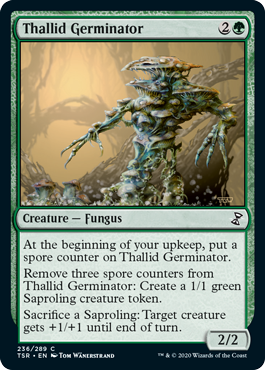 Thallid Germinator 2
Creature — Fungus
At the beginning of your upkeep, put a
spore counter on Thallid Germinator.
Remove three spore counters from
Thallid Germinator: Create a 1/1 green
Saproling creature token.
Sacrifice a Saproling: Target creature
gets +1/+1 until end of turn.
2/2
236/289 C
TSR • EN Tom Wänerstrand
™ & © 2020 Wizards of the Coast